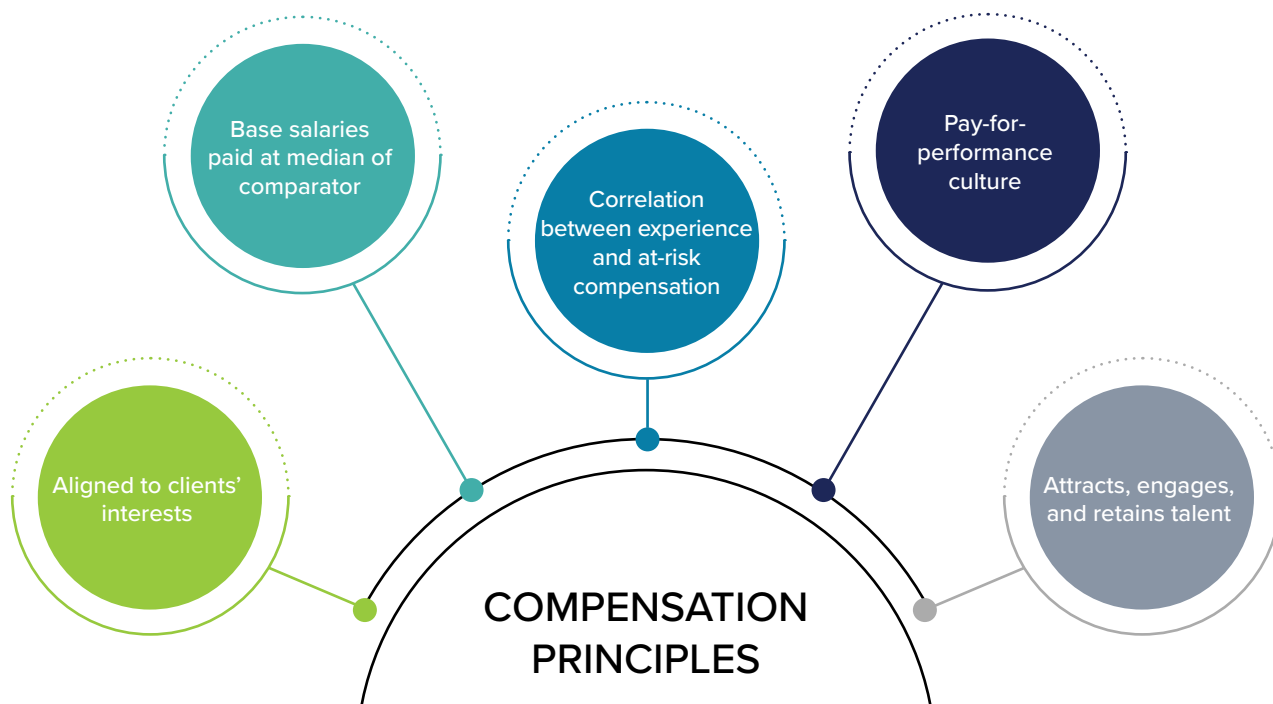 Aligned to clients’
interests
Base salaries
paid at median of
comparator
Correlation
between experience
and at-risk
compensation
Pay-for-
performance
culture
Attracts, engages,
and retains talent
COMPENSATION
PRINCIPLES